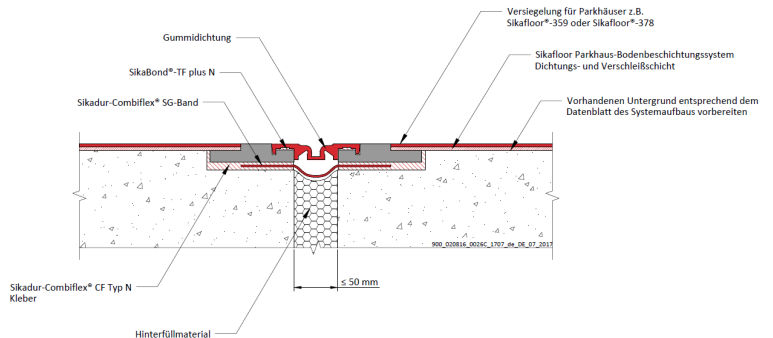 Versiegelung für Parkhäuser z.B.
Sikafloor®-359 oder Sikafloor®-378
Gummidichtung
Sikafloor Parkhaus-Bodenbeschichtungssystem
Dichtungs- und Verschleißschicht
SikaBond®-TF plus N
Sikadur-Combiflex® SG-Band
Vorhandenen Untergrund entsprechend dem
Datenblatt des Systemaufbaus vorbereiten
900_020816_0026C_1707_de_DE_07_2017
Sikadur-Combiflex® CF Typ N
Kleber
≤ 50 mm
Hinterfüllmaterial